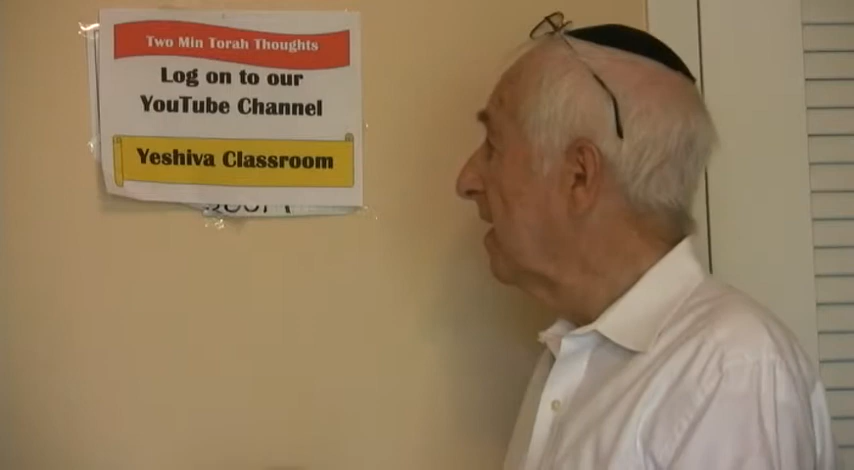 Two Min Torah Thoughts
Log on to our
YouTube Channel
Yeshiva Classroom